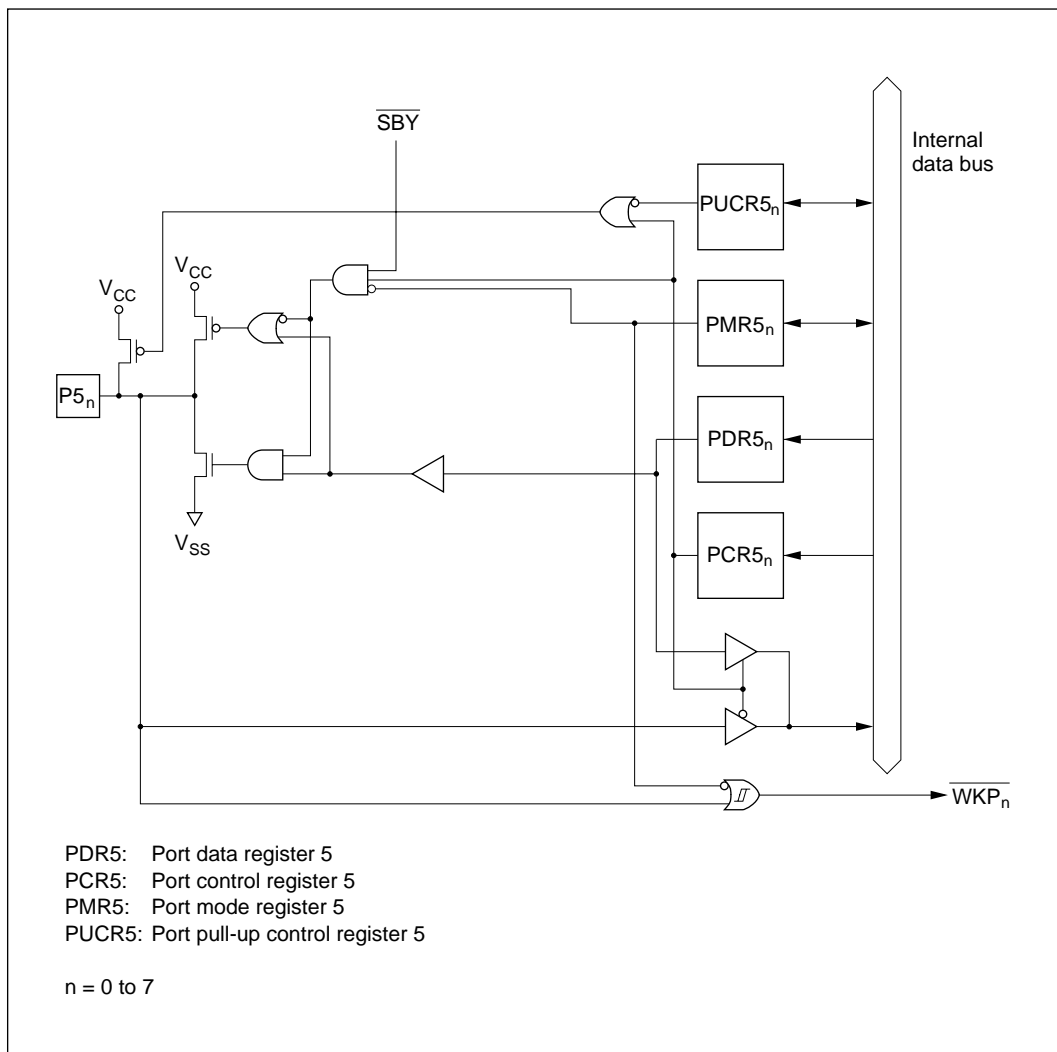 SBY
Internal
data bus
PUCR5n
VCC
VCC
PMR5n
P5n
PDR5n
VSS
PCR5n
WKPn
PDR5: Port data register 5
PCR5: Port control register 5
PMR5: Port mode register 5
PUCR5: Port pull-up control register 5
n = 0 to 7